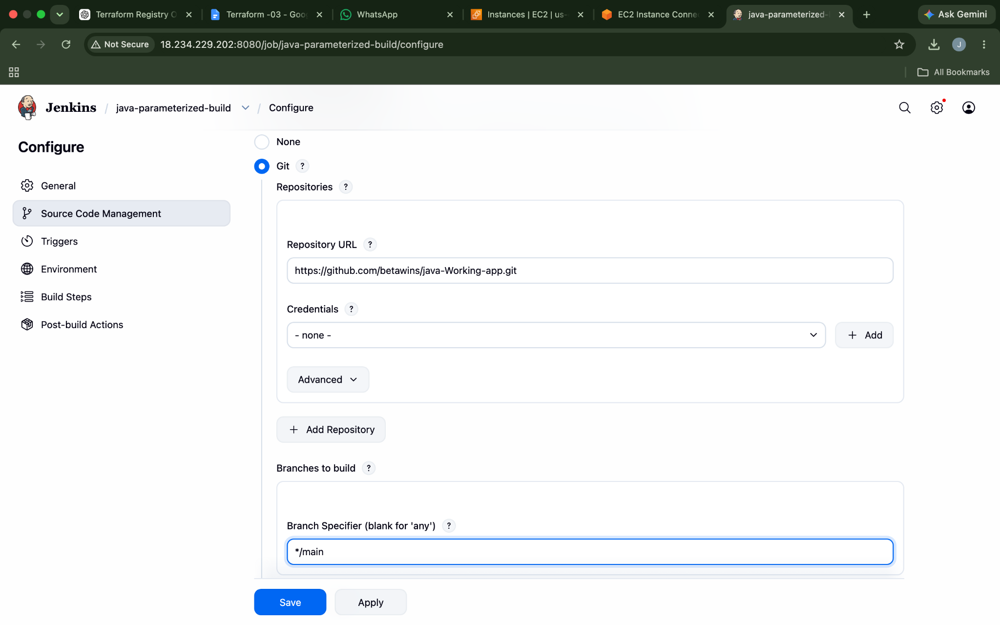 Terraform Registry O
Terraform -03 - Goo
WhatsApp
Instances | EC2 | us-
EC2 Instance Conne
java-parameterized-
Ask Gemini
Not Secure
18.234.229.202:8080/job/java-parameterized-build/configure
J
All Bookmarks
Jenkins / java-parameterized-build / Configure
Configure
General
Source Code Management
Triggers
Environment
Build Steps
Post-build Actions
None
Git ?
Repositories ?
Repository URL ?
https://github.com/betawins/java-Working-app.git
Credentials ?
- none -
+ Add
Advanced
+ Add Repository
Branches to build ?
Branch Specifier (blank for 'any') ?
*/main
Save
Apply